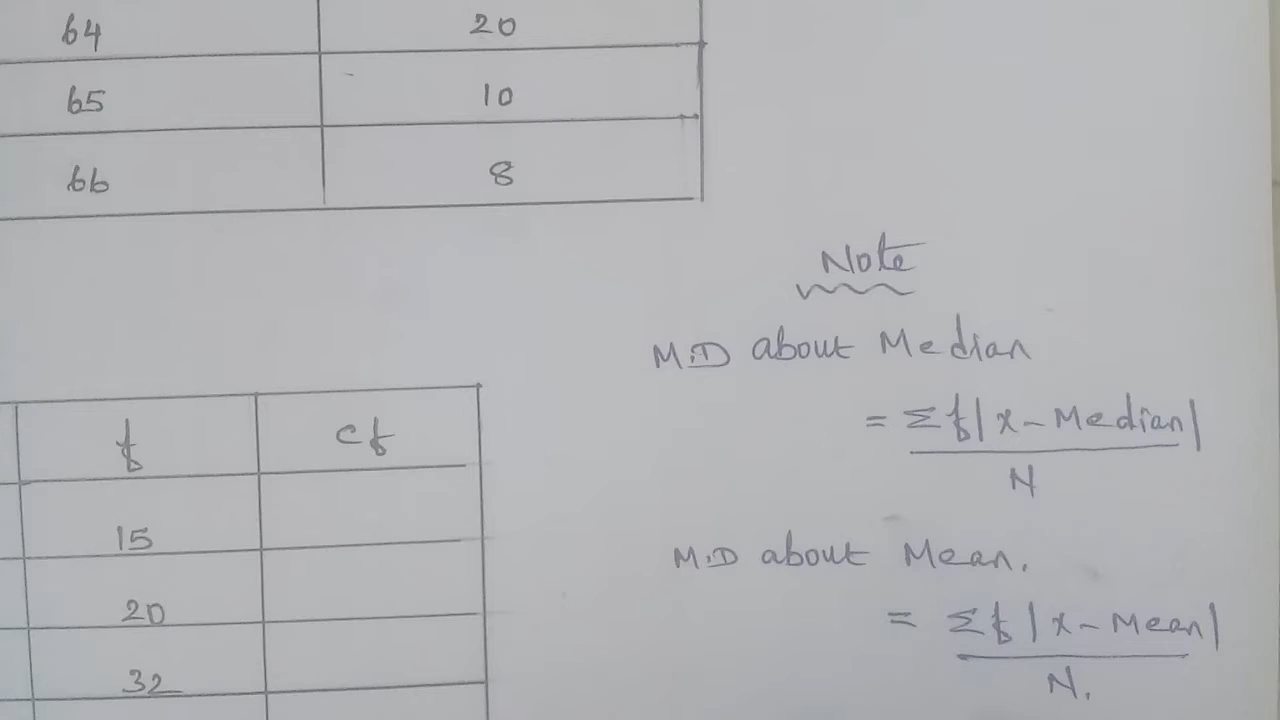 64 20
65 10
66 8
Note
M.D about Median
= Σf|x-Median|
N
M.D about Mean.
= Σf|x-Mean|
N.
f cf
15
20
32